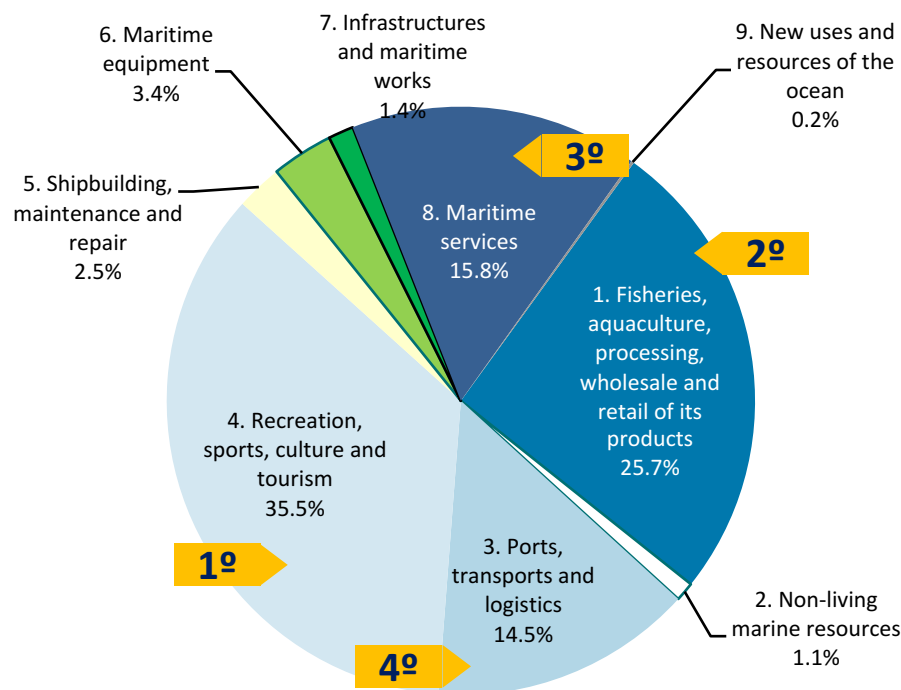 6. Maritime
equipment
3.4%
7. Infrastructures
and maritime
works
1.4%
9. New uses and
resources of the
ocean
0.2%
3º
5. Shipbuilding,
maintenance and
repair
2.5%
8. Maritime
services
15.8%
2º
1. Fisheries,
aquaculture,
processing,
wholesale and
retail of its
products
25.7%
4. Recreation,
sports, culture and
tourism
35.5%
1º
3. Ports,
transports and
logistics
14.5%
2. Non-living
marine resources
1.1%
4º